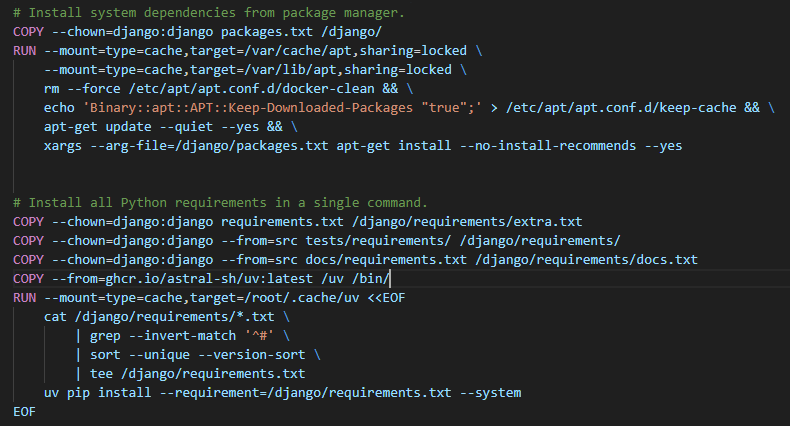 # Install system dependencies from package manager.
COPY --chown=django:django packages.txt /django/
RUN --mount=type=cache,target=/var/cache/apt,sharing=locked \
    --mount=type=cache,target=/var/lib/apt,sharing=locked \
    rm --force /etc/apt/apt.conf.d/docker-clean && \
    echo 'Binary::apt::APT::Keep-Downloaded-Packages "true";' > /etc/apt/apt.conf.d/keep-cache && \
    apt-get update --quiet --yes && \
    xargs --arg-file=/django/packages.txt apt-get install --no-install-recommends --yes
# Install all Python requirements in a single command.
COPY --chown=django:django requirements.txt /django/requirements/extra.txt
COPY --chown=django:django --from=src tests/requirements/ /django/requirements/
COPY --chown=django:django --from=src docs/requirements.txt /django/requirements/docs.txt
COPY --from=ghcr.io/astral-sh/uv:latest /uv /bin/
RUN --mount=type=cache,target=/root/.cache/uv <<EOF
    cat /django/requirements/*.txt \
        | grep --invert-match '^#' \
        | sort --unique --version-sort \
        | tee /django/requirements.txt
    uv pip install --requirement=/django/requirements.txt --system
EOF